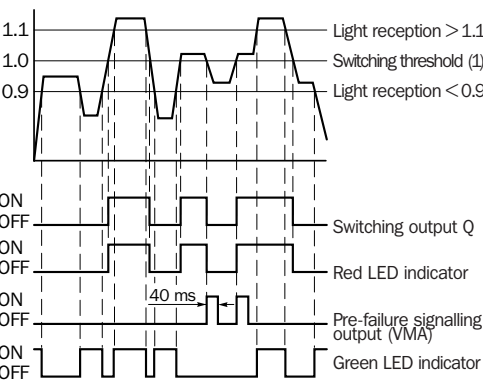 1.1
Light reception > 1.1
1.0
Switching threshold (1)
0.9
Light reception < 0.9
ON
OFF
Switching output Q
ON
OFF
Red LED indicator
ON
OFF
40 ms
Pre-failure signalling
output (VMA)
ON
OFF
Green LED indicator